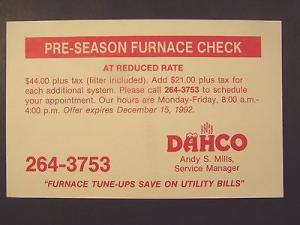 PRE-SEASON FURNACE CHECK
AT REDUCED RATE
$44.00 plus tax (filter included). Add $21.00 plus tax for
each additional system. Please call 264-3753 to schedule
your appointment. Our hours are Monday-Friday, 8:00 a.m.-
4:00 p.m. Offer expires December 15, 1992.
DAHCO
264-3753
Andy S. Mills,
Service Manager
"FURNACE TUNE-UPS SAVE ON UTILITY BILLS"